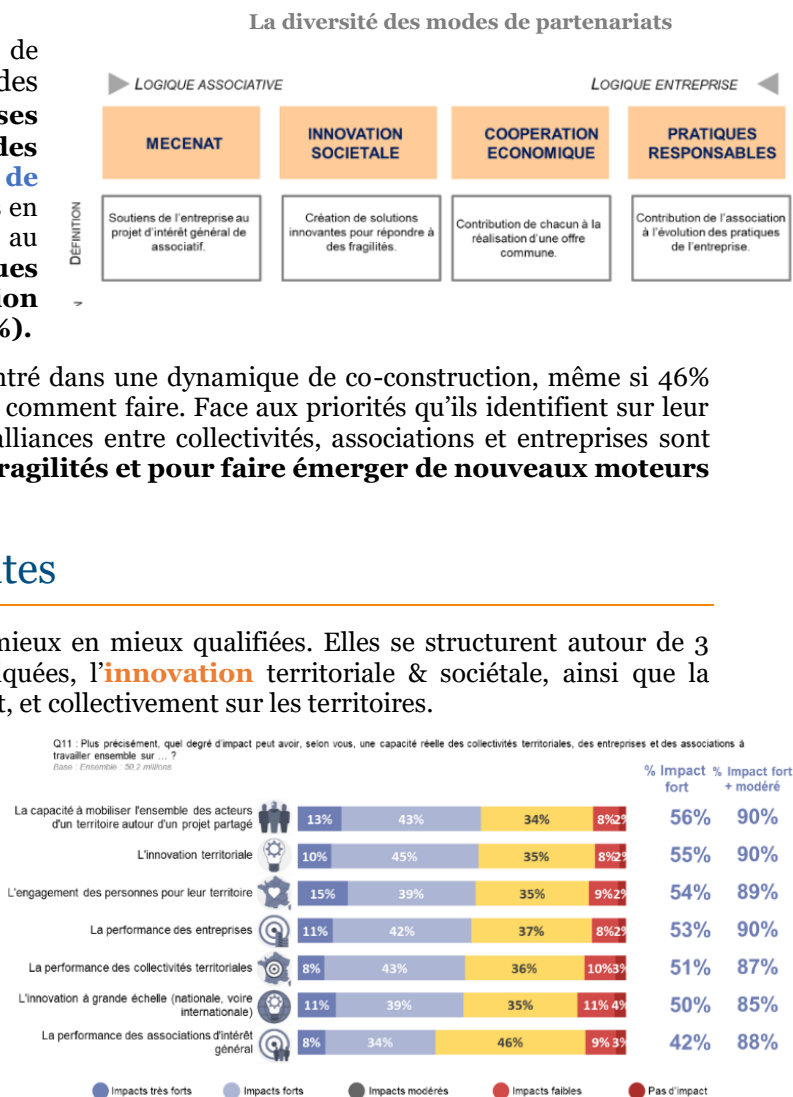 La diversité des modes de partenariats
de
des
LOGIQUE ASSOCIATIVE
LOGIQUE ENTREPRISE
MECENAT
INNOVATION
SOCIETALE
COOPERATION
ECONOMIQUE
PRATIQUES
RESPONSABLES
de
en
au
DÉFINITION
Soutiens de l'entreprise au
projet d'intérêt général de
associatif.
Création de solutions
innovantes pour répondre à
des fragilités.
Contribution de chacun à la
réalisation d'une offre
commune.
Contribution de l'association
à l'évolution des pratiques
de l'entreprise.
%).
ntré dans une dynamique de co-construction, même si 46%
comment faire. Face aux priorités qu'ils identifient sur leur
alliances entre collectivités, associations et entreprises sont
ragilités et pour faire émerger de nouveaux moteurs
tes
mieux en mieux qualifiées. Elles se structurent autour de 3
iquées, l'innovation territoriale & sociétale, ainsi que la
t, et collectivement sur les territoires.
Q11 : Plus précisément, quel degré d'impact peut avoir, selon vous, une capacité réelle des collectivités territoriales, des entreprises et des associations à
travailler ensemble sur ... ?
Base : Ensemble : 50,2 millions
% Impact fort
% Impact fort + modéré
La capacité à mobiliser l'ensemble des acteurs
d'un territoire autour d'un projet partagé
13% 43% 34% 8% 2% 56% 90%
L'innovation territoriale 10% 45% 35% 8% 2% 55% 90%
L'engagement des personnes pour leur territoire 15% 39% 35% 9% 2% 54% 89%
La performance des entreprises 11% 42% 37% 8% 2% 53% 90%
La performance des collectivités territoriales 8% 43% 36% 10% 3% 51% 87%
L'innovation à grande échelle (nationale, voire
internationale) 11% 39% 35% 11% 4% 50% 85%
La performance des associations d'intérêt
général 8% 34% 46% 9% 3% 42% 88%
Impacts très forts
Impacts forts
Impacts modérés
Impacts faibles
Pas d'impact